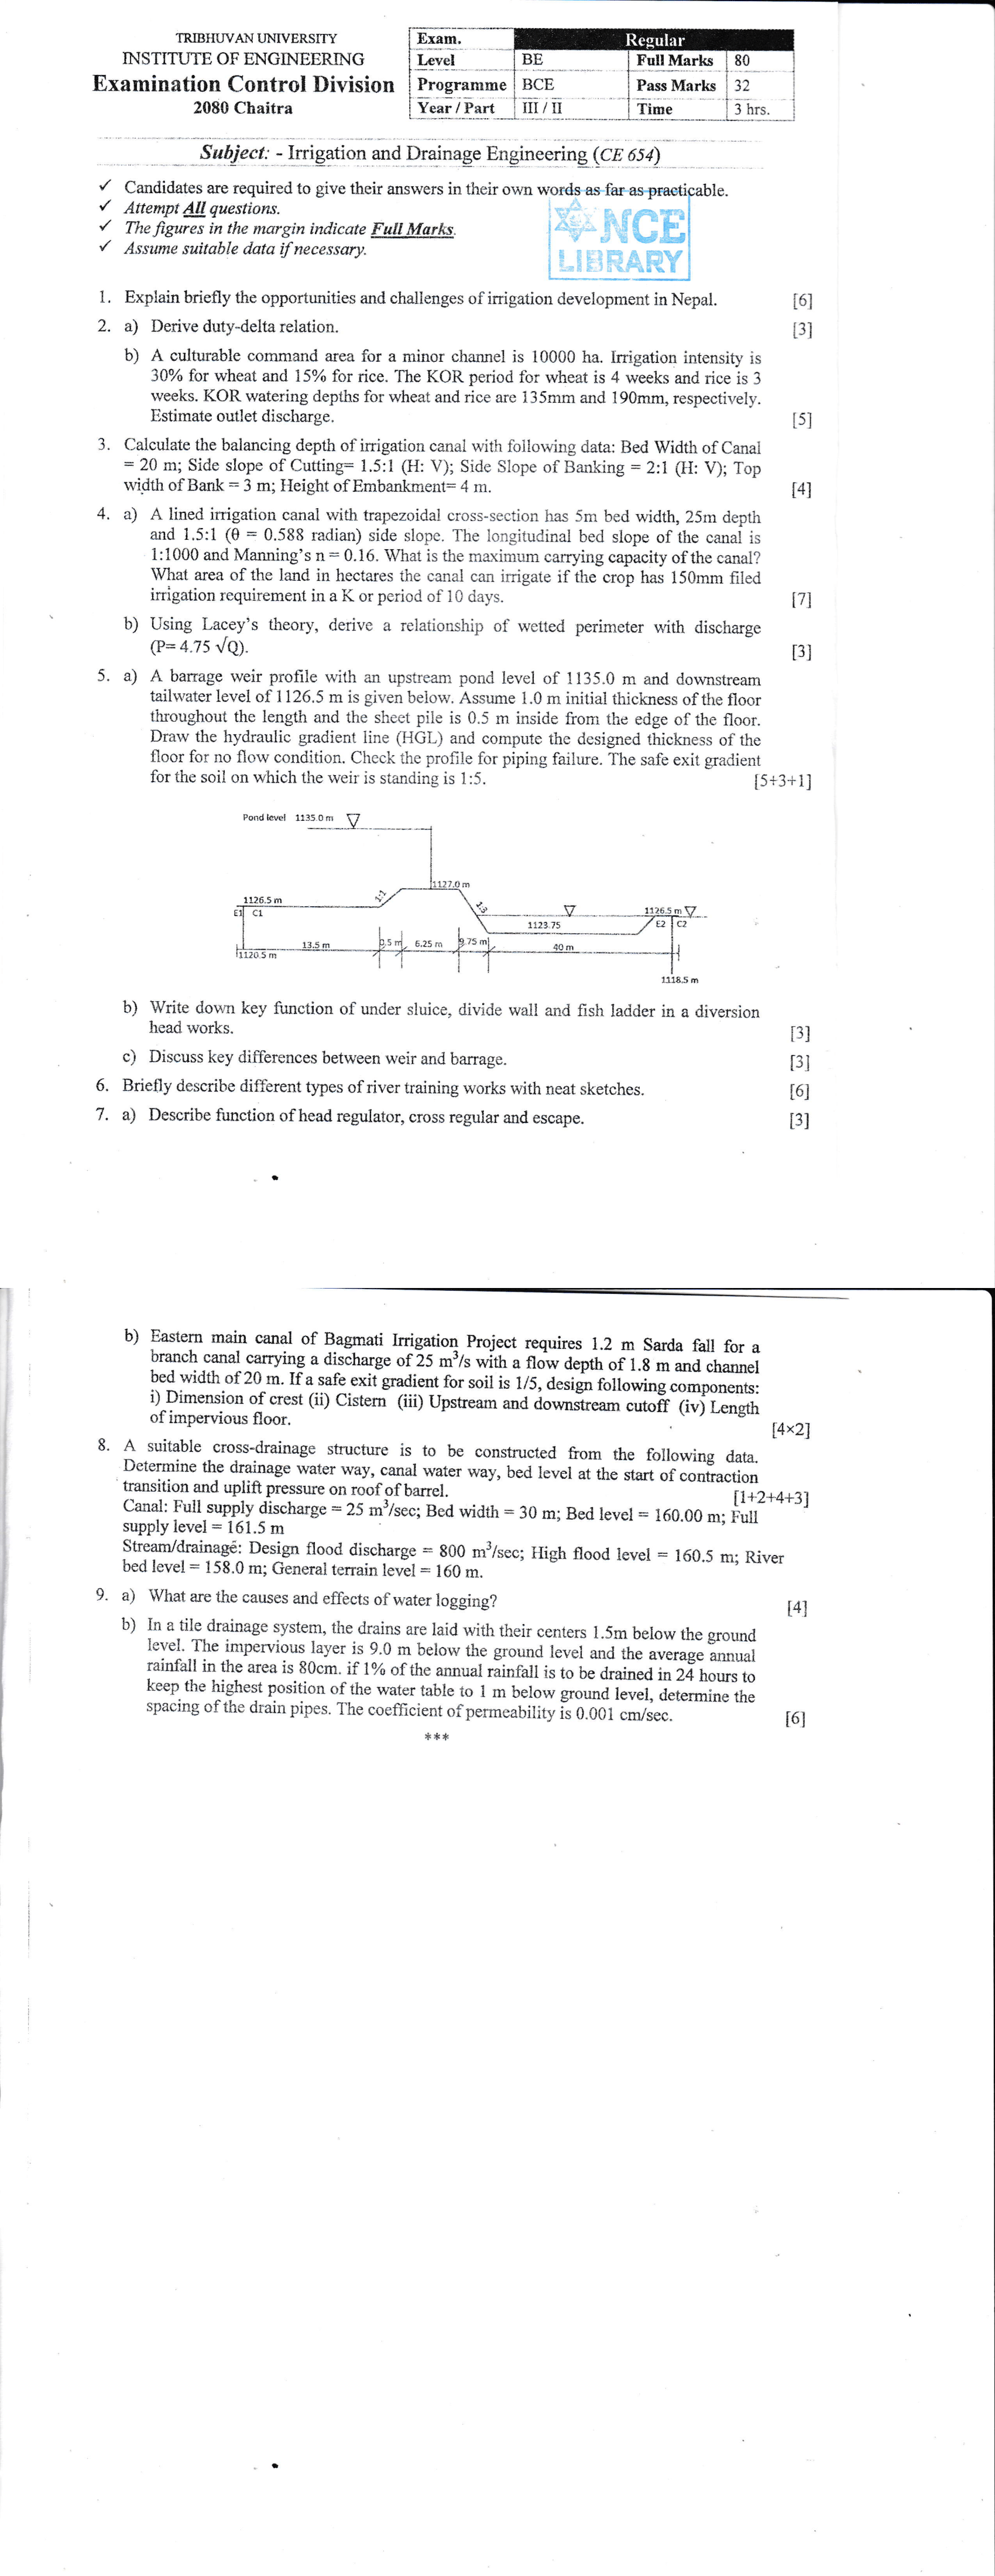 TRIBHUVAN UNIVERSITY
INSTITUTE OF ENGINEERING
Examination Control Division
2080 Chaitra
Exam. Regular
Level BE Full Marks 80
Programme BCE Pass Marks 32
Year / Part III / II Time 3 hrs.
Subject: - Irrigation and Drainage Engineering (CE 654)
✓ Candidates are required to give their answers in their own words as far as practicable.
✓ Attempt All questions.
✓ The figures in the margin indicate Full Marks.
✓ Assume suitable data if necessary.
NCE
LIBRARY
1. Explain briefly the opportunities and challenges of irrigation development in Nepal. [6]
2. a) Derive duty-delta relation. [3]
b) A culturable command area for a minor channel is 10000 ha. Irrigation intensity is
30% for wheat and 15% for rice. The KOR period for wheat is 4 weeks and rice is 3
weeks. KOR watering depths for wheat and rice are 135mm and 190mm, respectively.
Estimate outlet discharge. [5]
3. Calculate the balancing depth of irrigation canal with following data: Bed Width of Canal
= 20 m; Side slope of Cutting= 1.5:1 (H: V); Side Slope of Banking = 2:1 (H: V); Top
width of Bank = 3 m; Height of Embankment= 4 m. [4]
4. a) A lined irrigation canal with trapezoidal cross-section has 5m bed width, 25m depth
and 1.5:1 (θ = 0.588 radian) side slope. The longitudinal bed slope of the canal is
1:1000 and Manning's n = 0.16. What is the maximum carrying capacity of the canal?
What area of the land in hectares the canal can irrigate if the crop has 150mm filed
irrigation requirement in a K or period of 10 days. [7]
b) Using Lacey's theory, derive a relationship of wetted perimeter with discharge
(P= 4.75 √Q). [3]
5. a) A barrage weir profile with an upstream pond level of 1135.0 m and downstream
tailwater level of 1126.5 m is given below. Assume 1.0 m initial thickness of the floor
throughout the length and the sheet pile is 0.5 m inside from the edge of the floor.
Draw the hydraulic gradient line (HGL) and compute the designed thickness of the
floor for no flow condition. Check the profile for piping failure. The safe exit gradient
for the soil on which the weir is standing is 1:5. [5+3+1]
Pond level 1135.0 m
1127.0 m
1126.5 m
1:1
1:3
E1 C1
1126.5 m
1123.75
E2 C2
13.5 m
0.5 m
6.25 m
9.75 m
40 m
1120.5 m
1118.5 m
b) Write down key function of under sluice, divide wall and fish ladder in a diversion
head works. [3]
c) Discuss key differences between weir and barrage. [3]
6. Briefly describe different types of river training works with neat sketches. [6]
7. a) Describe function of head regulator, cross regular and escape. [3]
b) Eastern main canal of Bagmati Irrigation Project requires 1.2 m Sarda fall for a
branch canal carrying a discharge of 25 m³/s with a flow depth of 1.8 m and channel
bed width of 20 m. If a safe exit gradient for soil is 1/5, design following components:
i) Dimension of crest (ii) Cistern (iii) Upstream and downstream cutoff (iv) Length
of impervious floor. [4×2]
8. A suitable cross-drainage structure is to be constructed from the following data.
Determine the drainage water way, canal water way, bed level at the start of contraction
transition and uplift pressure on roof of barrel. [1+2+4+3]
Canal: Full supply discharge = 25 m³/sec; Bed width = 30 m; Bed level = 160.00 m; Full
supply level = 161.5 m
Stream/drainage: Design flood discharge = 800 m³/sec; High flood level = 160.5 m; River
bed level = 158.0 m; General terrain level = 160 m.
9. a) What are the causes and effects of water logging? [4]
b) In a tile drainage system, the drains are laid with their centers 1.5m below the ground
level. The impervious layer is 9.0 m below the ground level and the average annual
rainfall in the area is 80cm. if 1% of the annual rainfall is to be drained in 24 hours to
keep the highest position of the water table to 1 m below ground level, determine the
spacing of the drain pipes. The coefficient of permeability is 0.001 cm/sec. [6]
***